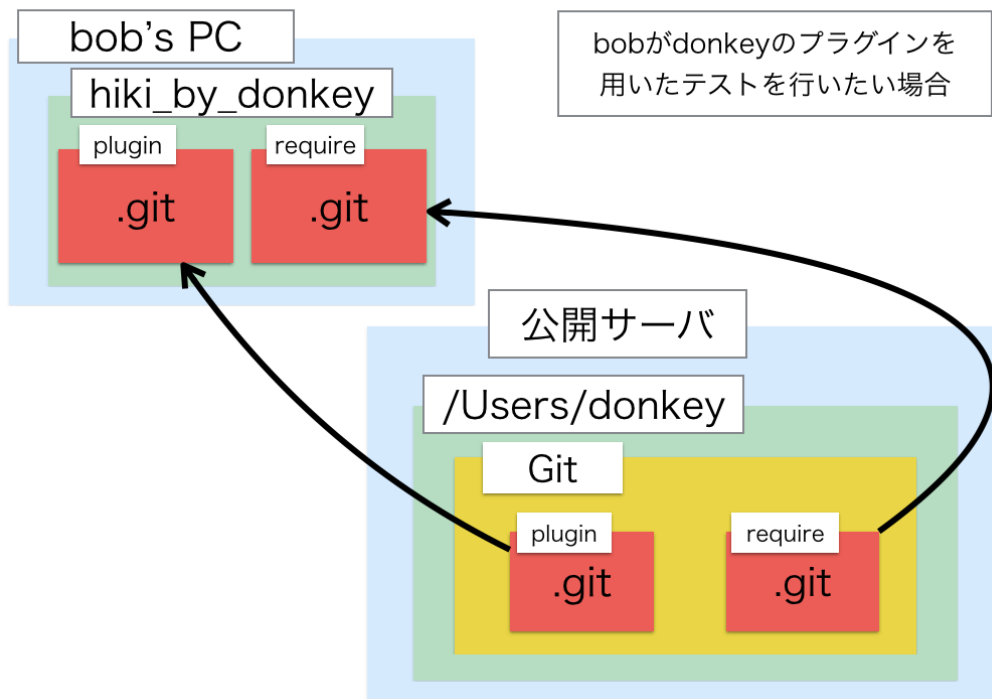 bob’s PC
bobがdonkeyのプラグインを
用いたテストを行いたい場合
hiki_by_donkey
plugin
require
.git
.git
公開サーバ
/Users/donkey
Git
plugin
require
.git
.git